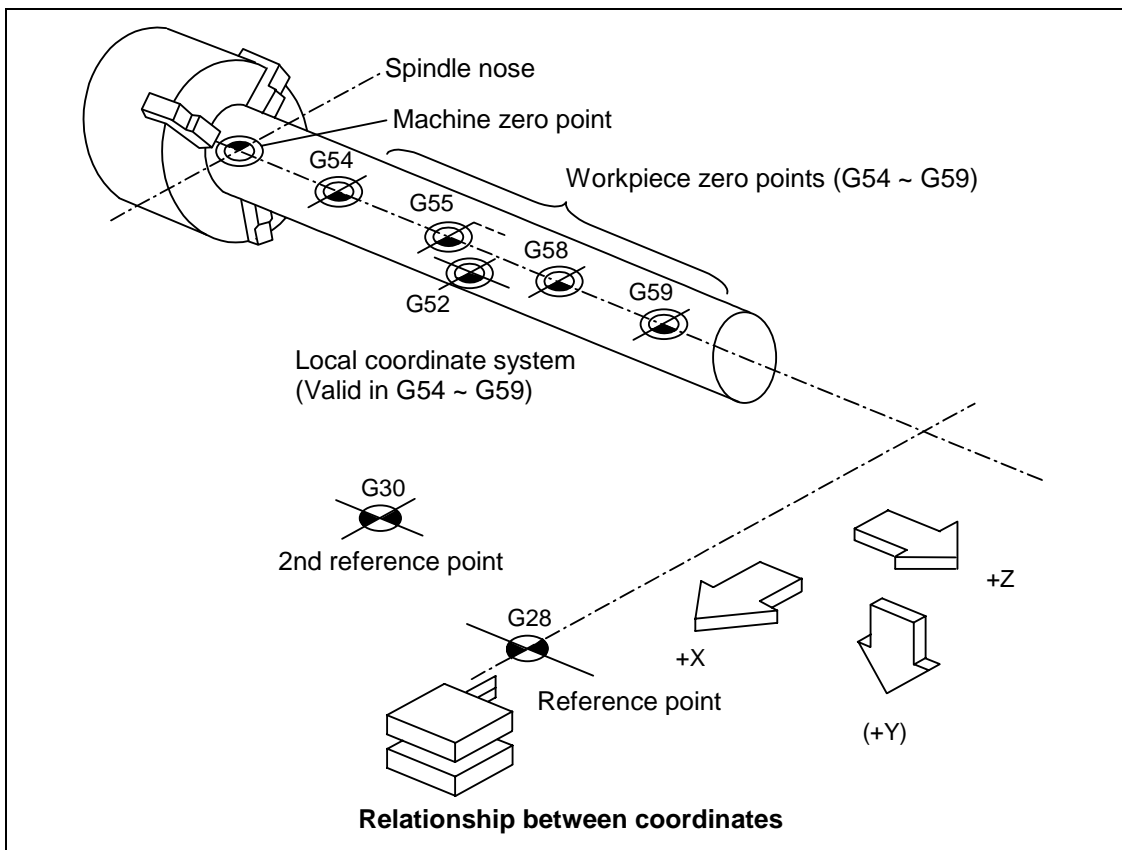 Spindle nose
Machine zero point
G54
Workpiece zero points (G54 ~ G59)
G55
G58
G52
G59
Local coordinate system
(Valid in G54 ~ G59)
G30
2nd reference point
+Z
G28
+X
Reference point
(+Y)
Relationship between coordinates